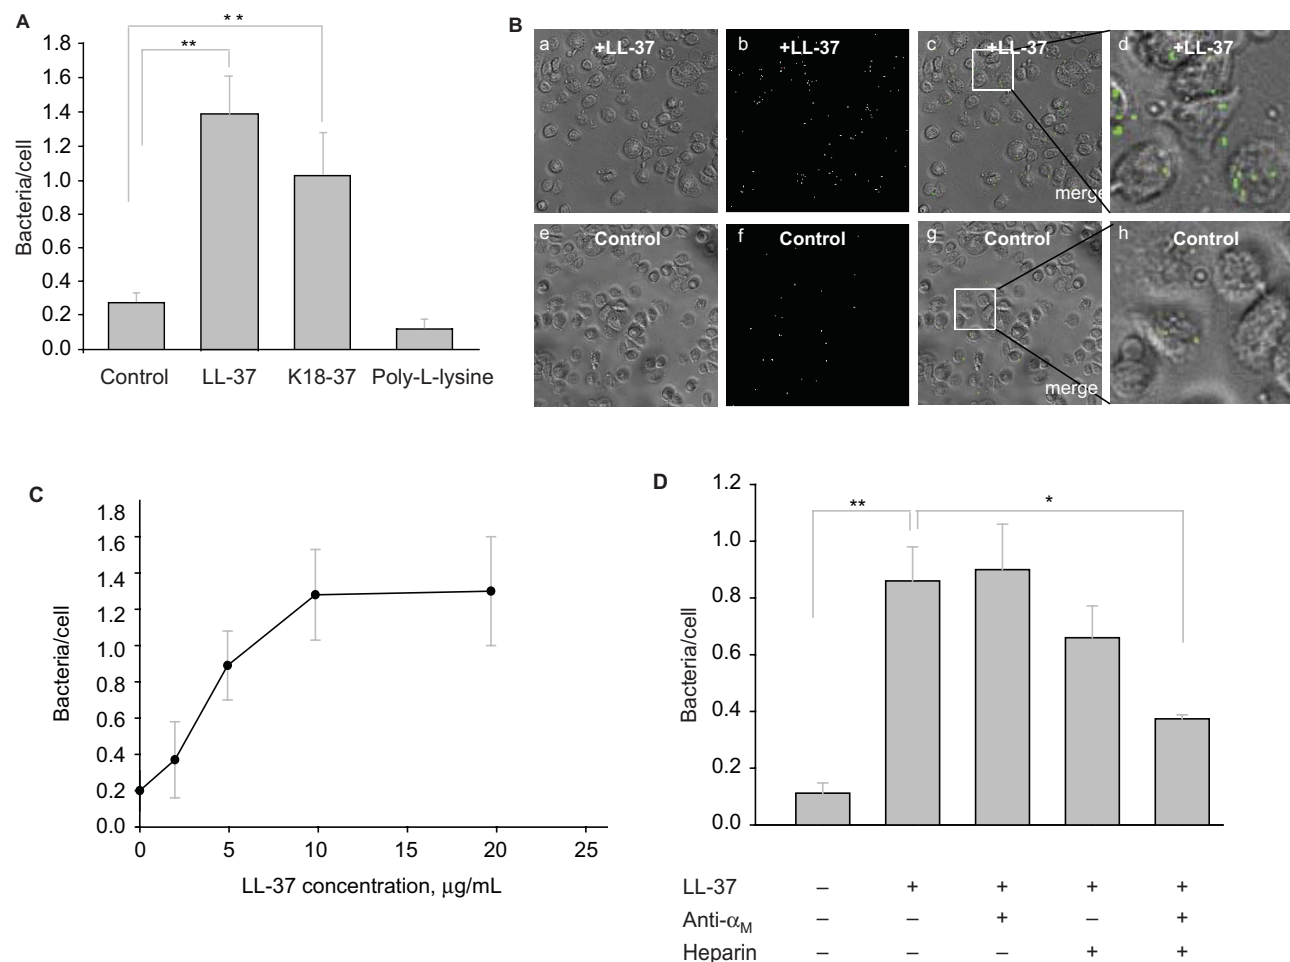 A
* *
**
1.8
1.6
1.4
1.2
1.0
0.8
0.6
0.4
0.2
0.0
Bacteria/cell
Control LL-37 K18-37 Poly-L-lysine
B
a +LL-37
b +LL-37
c +LL-37
merge
d +LL-37
e Control
f Control
g Control
merge
h Control
C
1.8
1.6
1.4
1.2
1.0
0.8
0.6
0.4
0.2
0.0
Bacteria/cell
0 5 10 15 20 25
LL-37 concentration, μg/mL
D
1.2
1.0
0.8
0.6
0.4
0.2
0.0
Bacteria/cell
** *
LL-37 – + + + +
Anti-αM – – + – +
Heparin – – – + +